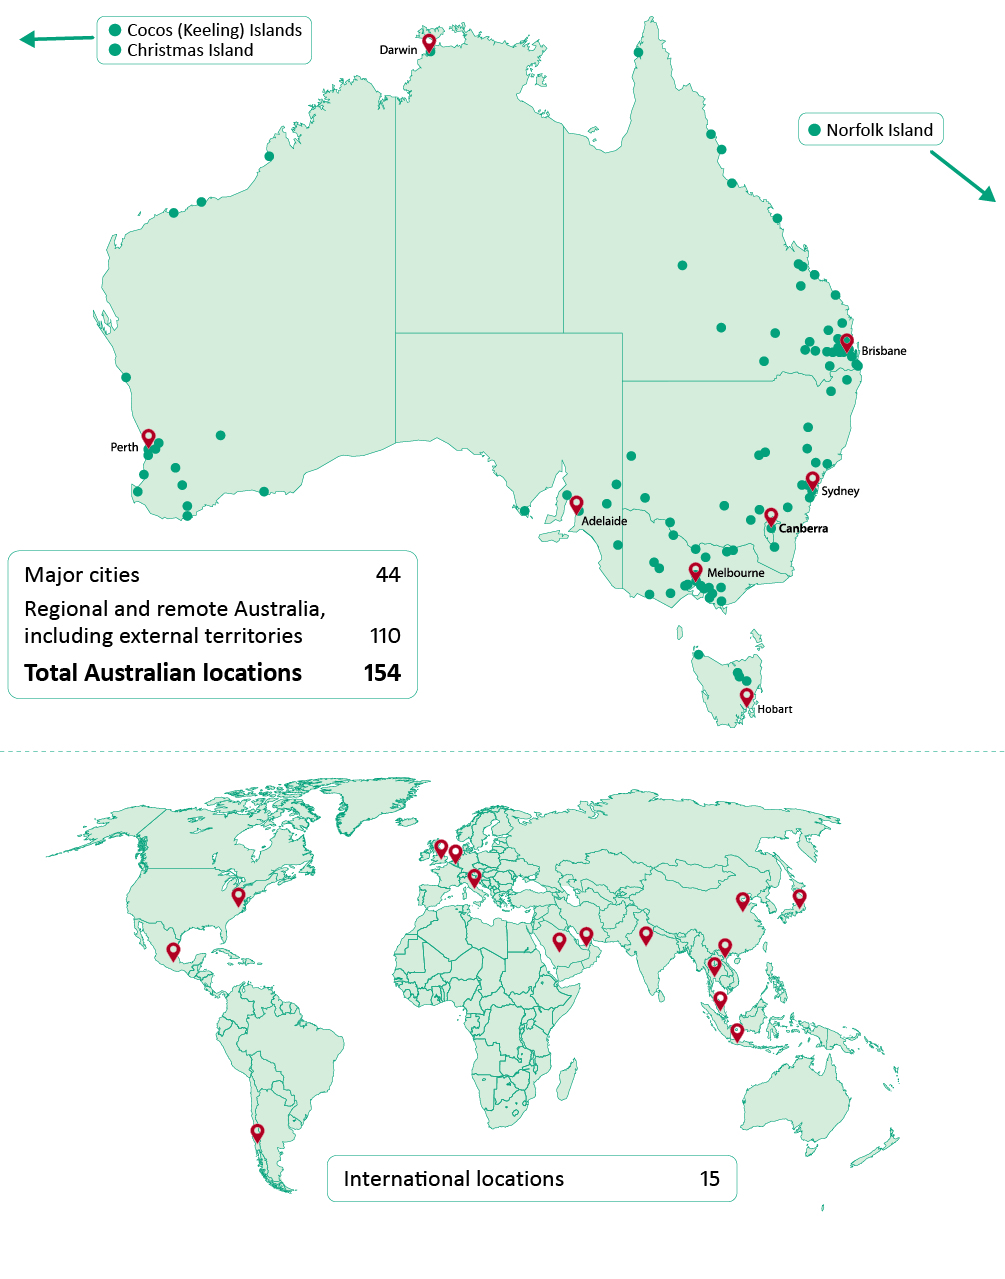 Cocos (Keeling) Islands
Christmas Island
Darwin
Norfolk Island
Brisbane
Perth
Sydney
Adelaide
Canberra
Melbourne
Major cities 44
Regional and remote Australia,
including external territories 110
Total Australian locations 154
Hobart
International locations 15